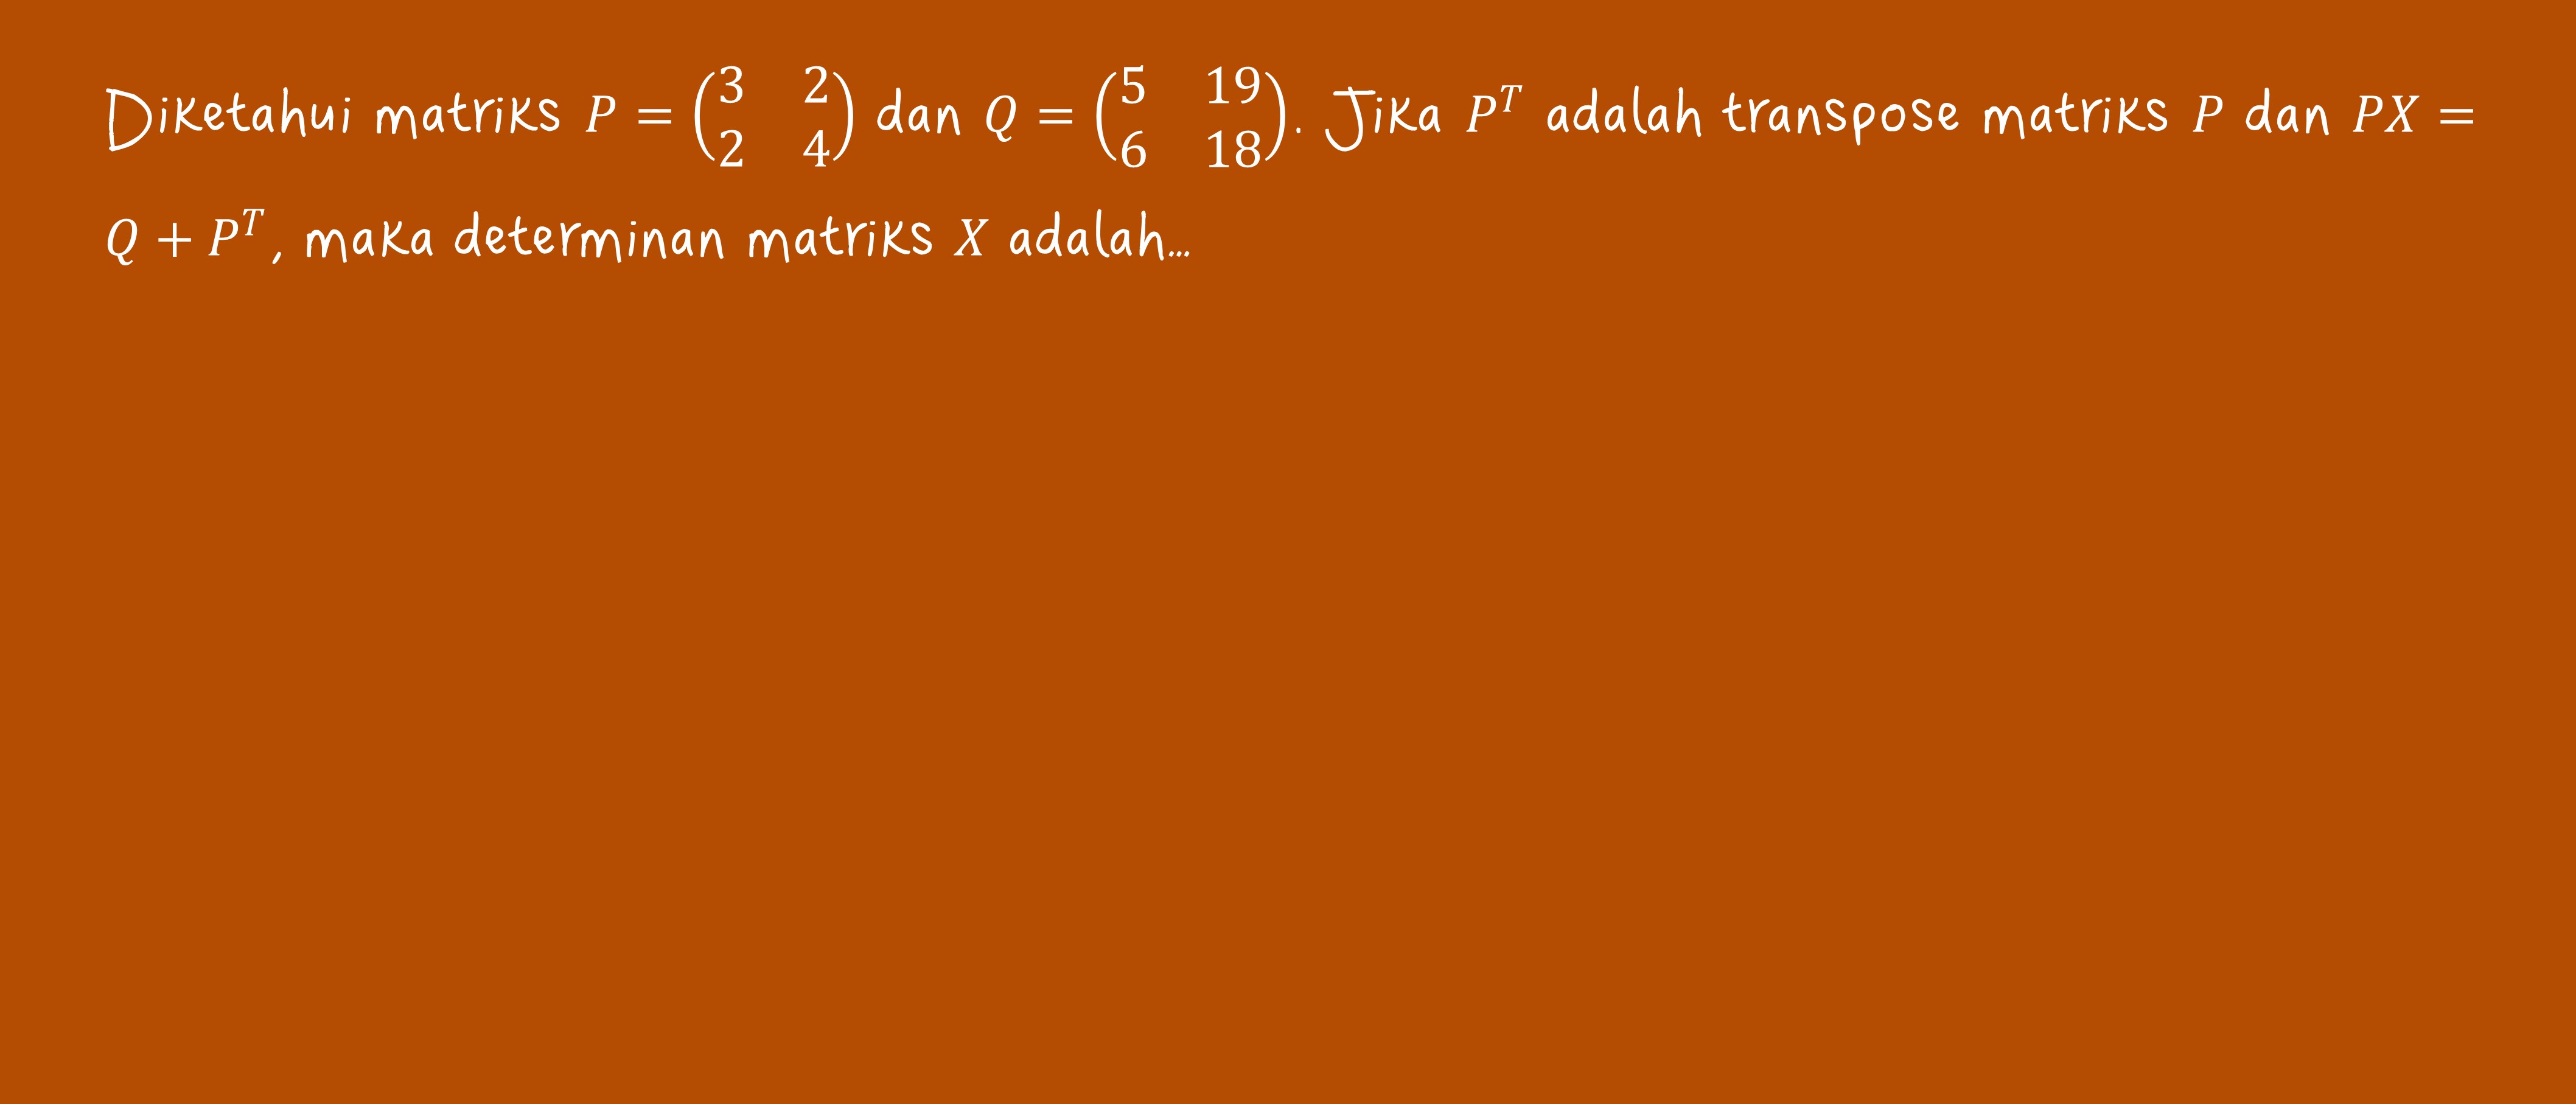 Diketahui matriks $P = \begin{pmatrix} 3 & 2 \\ 2 & 4 \end{pmatrix}$ dan $Q = \begin{pmatrix} 5 & 19 \\ 6 & 18 \end{pmatrix}$. Jika $P^T$ adalah transpose matriks $P$ dan $PX =$
$Q + P^T$, maka determinan matriks $X$ adalah...